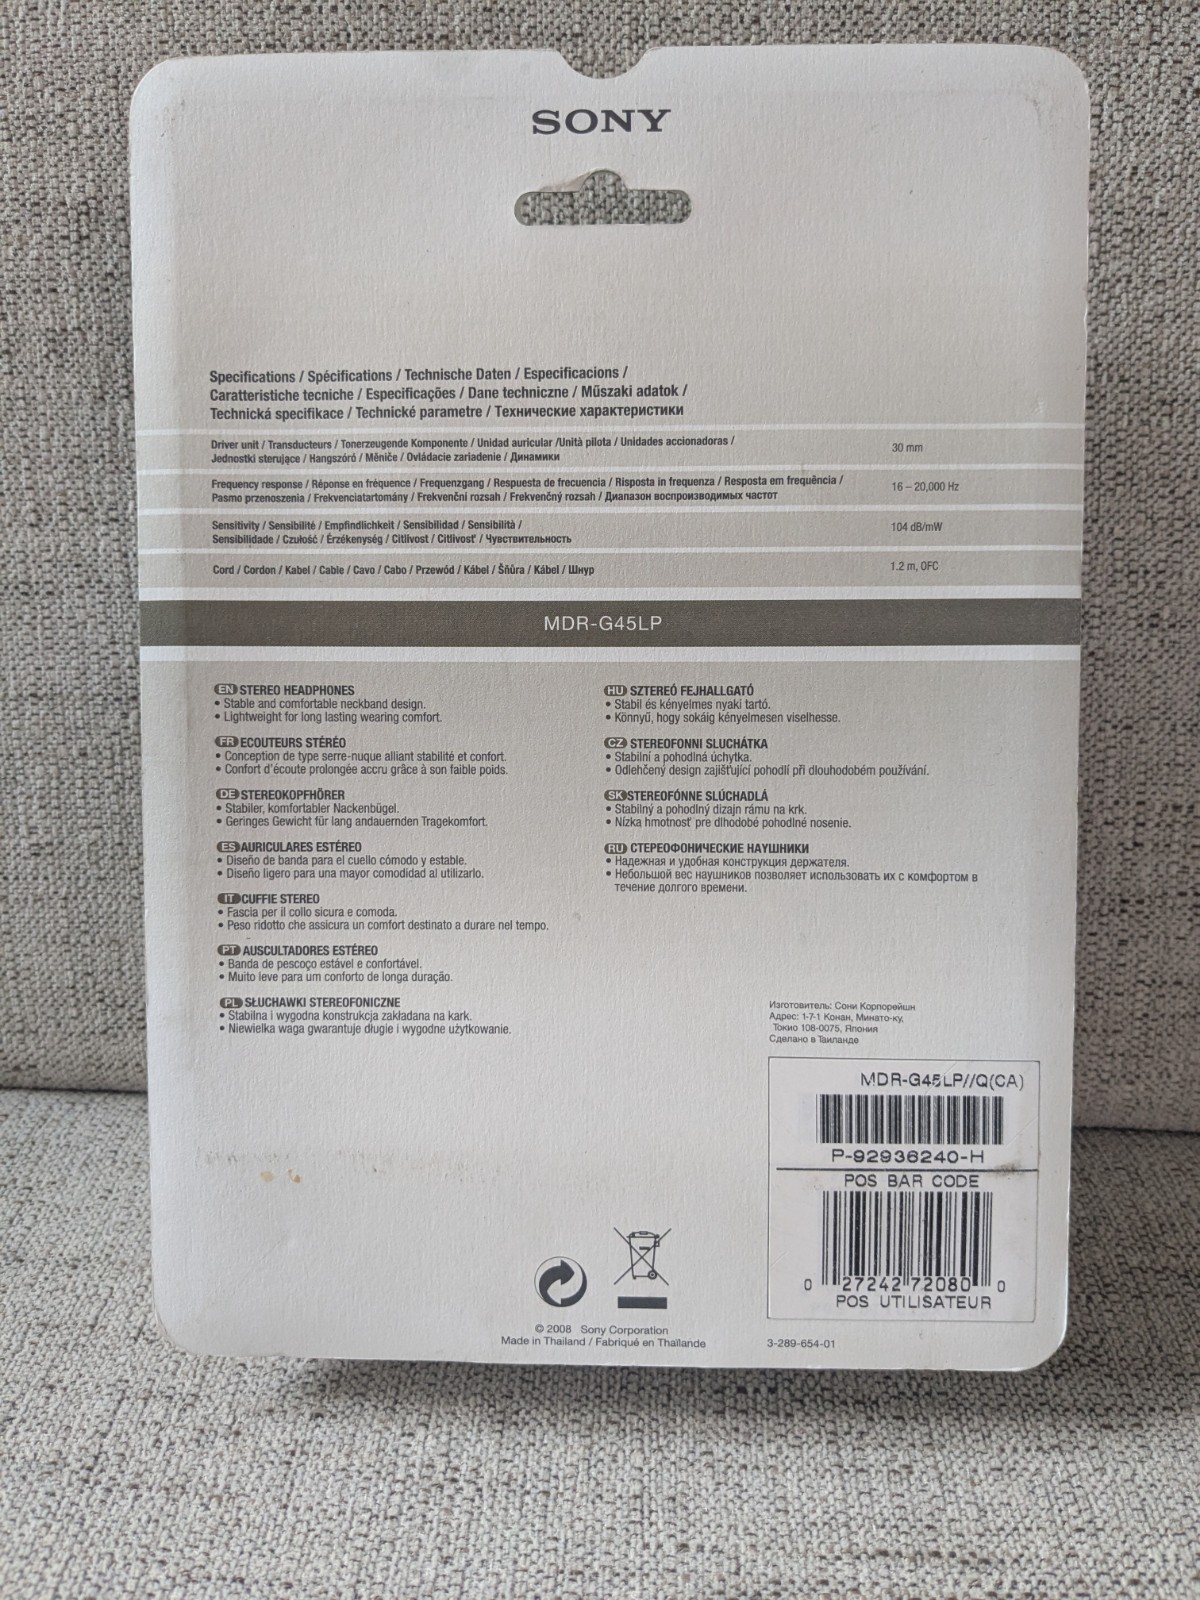 SONY
Specifications / Spécifications / Technische Daten / Especificacions /
Caratteristiche tecniche / Especificações / Dane techniczne / Műszaki adatok /
Technická specifikace / Technické parametre / Технические характеристики
Driver unit / Transducteurs / Tonerzeugende Komponente / Unidad auricular /Unità pilota / Unidades accionadoras /
Jednostki sterujące / Hangszóró / Měniče / Ovládacie zariadenie / Динамики
30 mm
Frequency response / Réponse en fréquence / Frequenzgang / Respuesta de frecuencia / Risposta in frequenza / Resposta em frequência /
Pasmo przenoszenia / Frekvenciatartomány / Frekvenční rozsah / Frekvenčný rozsah / Диапазон воспроизводимых частот
16 – 20,000 Hz
Sensitivity / Sensibilité / Empfindlichkeit / Sensibilidad / Sensibilità /
Sensibilidade / Czułość / Érzékenység / Citlivost / Citlivosť / Чувствительность
104 dB/mW
Cord / Cordon / Kabel / Cable / Cavo / Cabo / Przewód / Kábel / Šňůra / Kábel / Шнур
1.2 m, OFC
MDR-G45LP
EN STEREO HEADPHONES
• Stable and comfortable neckband design.
• Lightweight for long lasting wearing comfort.
FR ECOUTEURS STÉRÉO
• Conception de type serre-nuque alliant stabilité et confort.
• Confort d'écoute prolongée accru grâce à son faible poids.
DE STEREOKOPFHÖRER
• Stabiler, komfortabler Nackenbügel.
• Geringes Gewicht für lang andauernden Tragekomfort.
ES AURICULARES ESTÉREO
• Diseño de banda para el cuello cómodo y estable.
• Diseño ligero para una mayor comodidad al utilizarlo.
IT CUFFIE STEREO
• Fascia per il collo sicura e comoda.
• Peso ridotto che assicura un comfort destinato a durare nel tempo.
PT AUSCULTADORES ESTÉREO
• Banda de pescoço estável e confortável.
• Muito leve para um conforto de longa duração.
PL SŁUCHAWKI STEREOFONICZNE
• Stabilna i wygodna konstrukcja zakładana na kark.
• Niewielka waga gwarantuje długie i wygodne użytkowanie.
HU SZTEREÓ FEJHALLGATÓ
• Stabil és kényelmes nyaki tartó.
• Könnyű, hogy sokáig kényelmesen viselhesse.
CZ STEREOFONNI SLUCHÁTKA
• Stabilní a pohodlná úchytka.
• Odlehčený design zajišťující pohodlí při dlouhodobém používání.
SK STEREOFÓNNE SLÚCHADLÁ
• Stabilný a pohodlný dizajn rámu na krk.
• Nízka hmotnosť pre dlhodobé pohodlné nosenie.
RU СТЕРЕОФОНИЧЕСКИЕ НАУШНИКИ
• Надежная и удобная конструкция держателя.
• Небольшой вес наушников позволяет использовать их с комфортом в
течение долгого времени.
Изготовитель: Сони Корпорейшн
Адрес: 1-7-1 Конан, Минато-ку,
Токио 108-0075, Япония
Сделано в Таиланде
MDR-G45LP//Q(CA)
P-92936240-H
POS BAR CODE
0 27242 72080 0
POS UTILISATEUR
© 2008 Sony Corporation
Made in Thailand / Fabriqué en Thaïlande
3-289-654-01